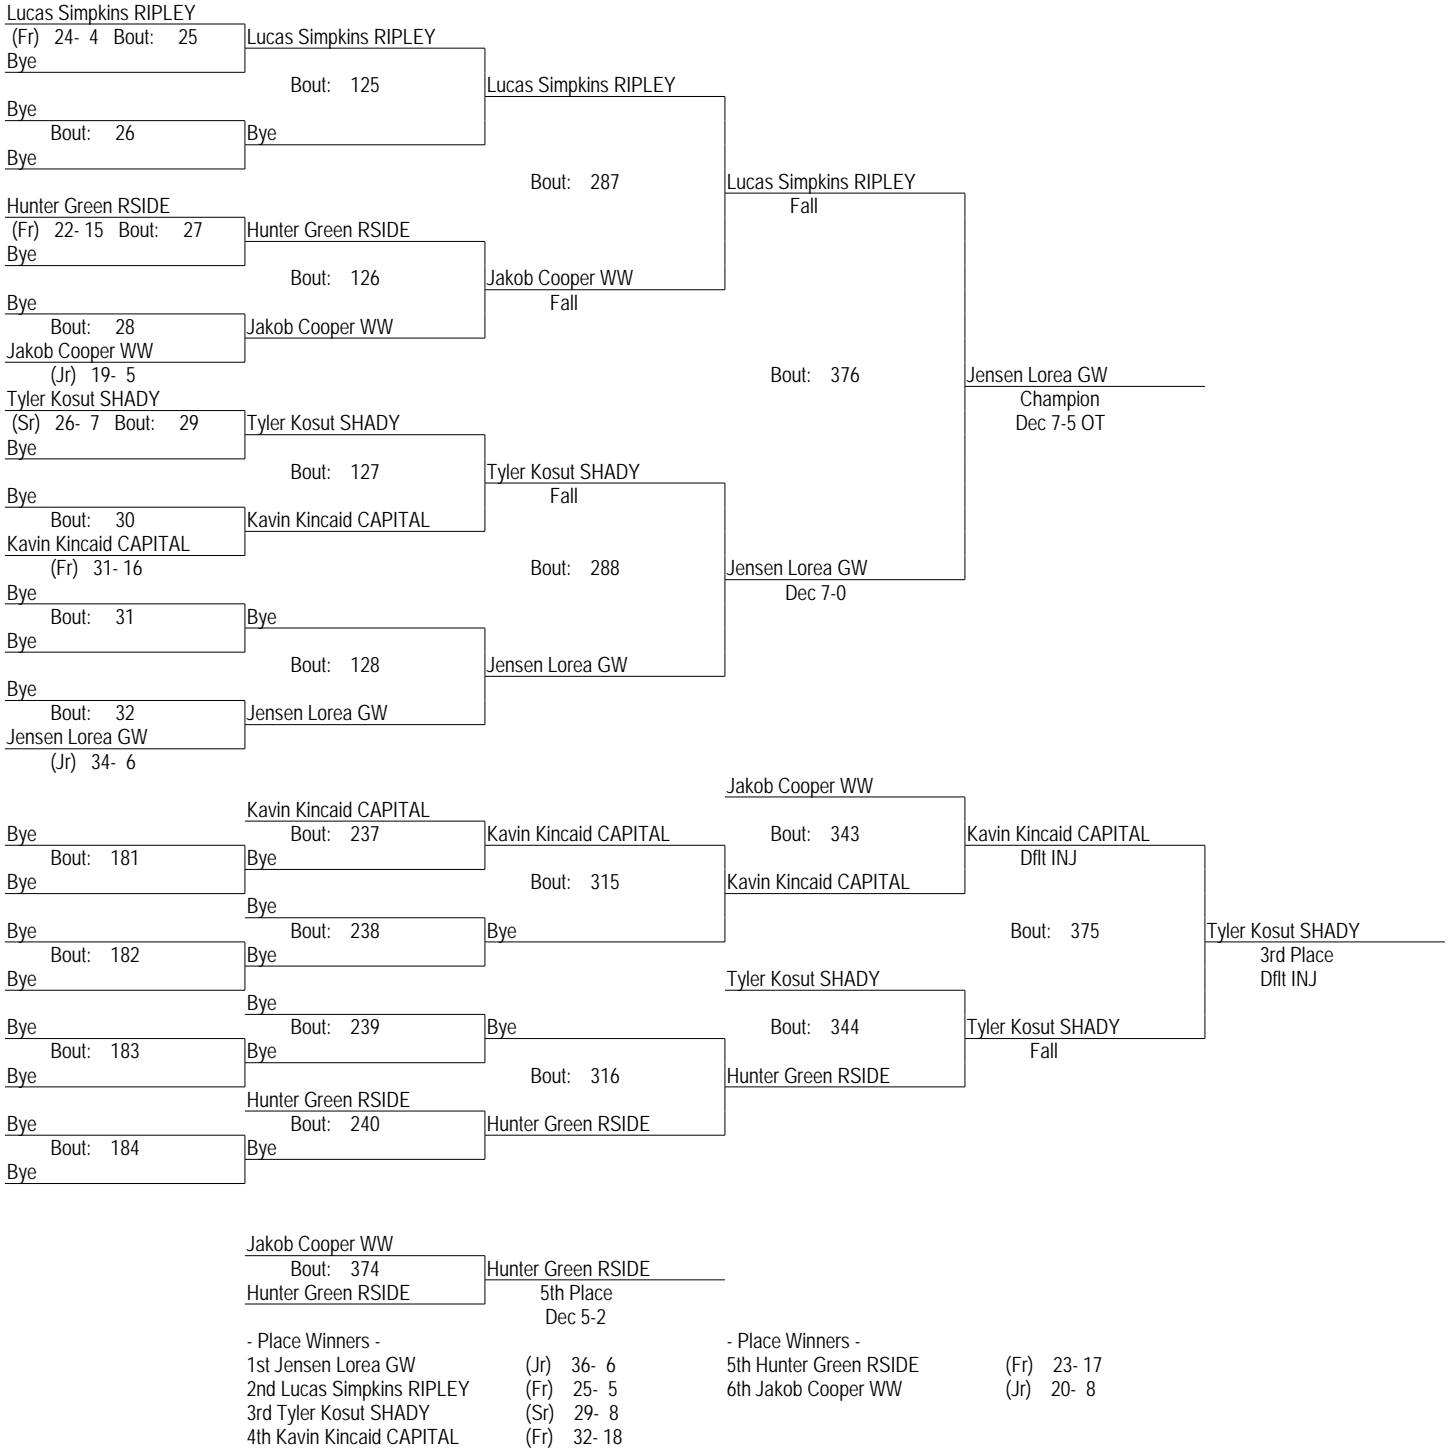 Lucas Simpkins RIPLEY
(Fr) 24- 4 Bout: 25 Lucas Simpkins RIPLEY
Bye
Bout: 125 Lucas Simpkins RIPLEY
Bye
Bout: 26 Bye
Bye
Bout: 287 Lucas Simpkins RIPLEY
Hunter Green RSIDE Fall
(Fr) 22- 15 Bout: 27 Hunter Green RSIDE
Bye
Bout: 126 Jakob Cooper WW
Bye Fall
Bout: 28 Jakob Cooper WW
Jakob Cooper WW
(Jr) 19- 5 Bout: 376 Jensen Lorea GW
Tyler Kosut SHADY Champion
(Sr) 26- 7 Bout: 29 Tyler Kosut SHADY Dec 7-5 OT
Bye
Bout: 127 Tyler Kosut SHADY
Bye Fall
Bout: 30 Kavin Kincaid CAPITAL
Kavin Kincaid CAPITAL
(Fr) 31- 16 Bout: 288 Jensen Lorea GW
Bye Dec 7-0
Bout: 31 Bye
Bye
Bout: 128 Jensen Lorea GW
Bye
Bout: 32 Jensen Lorea GW
Jensen Lorea GW
(Jr) 34- 6
Jakob Cooper WW
Kavin Kincaid CAPITAL
Bye Bout: 237 Kavin Kincaid CAPITAL Bout: 343 Kavin Kincaid CAPITAL
Bout: 181 Bye Dflt INJ
Bye Bout: 315 Kavin Kincaid CAPITAL
Bye
Bye Bout: 238 Bye Bout: 375 Tyler Kosut SHADY
Bout: 182 Bye 3rd Place
Bye Tyler Kosut SHADY Dflt INJ
Bye
Bye Bout: 239 Bye Bout: 344 Tyler Kosut SHADY
Bout: 183 Bye Fall
Bye Bout: 316 Hunter Green RSIDE
Hunter Green RSIDE
Bye Bout: 240 Hunter Green RSIDE
Bout: 184 Bye
Bye
Jakob Cooper WW
Bout: 374 Hunter Green RSIDE
Hunter Green RSIDE 5th Place
Dec 5-2
- Place Winners - - Place Winners -
1st Jensen Lorea GW (Jr) 36- 6 5th Hunter Green RSIDE (Fr) 23- 17
2nd Lucas Simpkins RIPLEY (Fr) 25- 5 6th Jakob Cooper WW (Jr) 20- 8
3rd Tyler Kosut SHADY (Sr) 29- 8
4th Kavin Kincaid CAPITAL (Fr) 32- 18